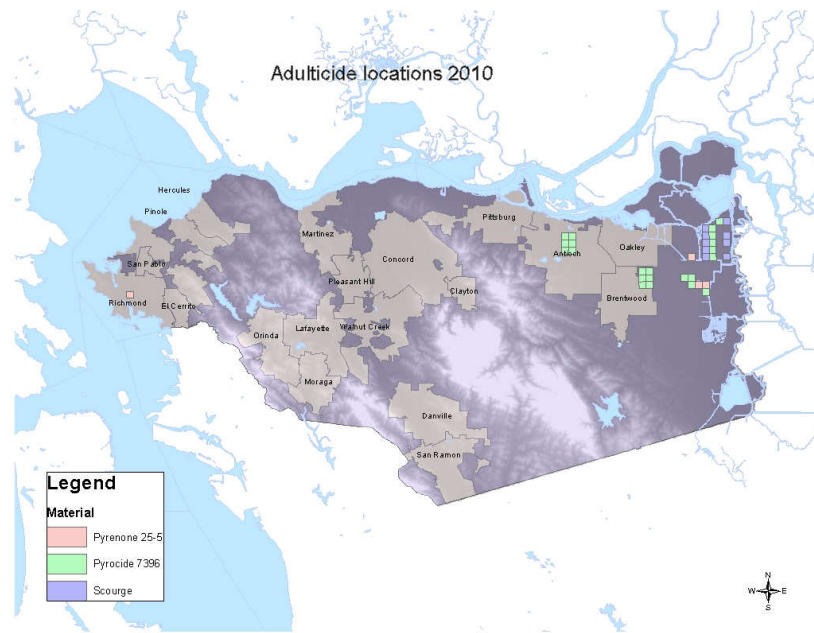 Adulticide locations 2010
Hercules
Pinole
San Pablo
Richmond
El Cerrito
Martinez
Concord
Pleasant Hill
Clayton
Pittsburg
Antioch
Oakley
Brentwood
Orinda
Lafayette
Walnut Creek
Moraga
Danville
San Ramon
Legend
Material
Pyrenone 25-5
Pyrocide 7396
Scourge
N
W E
S